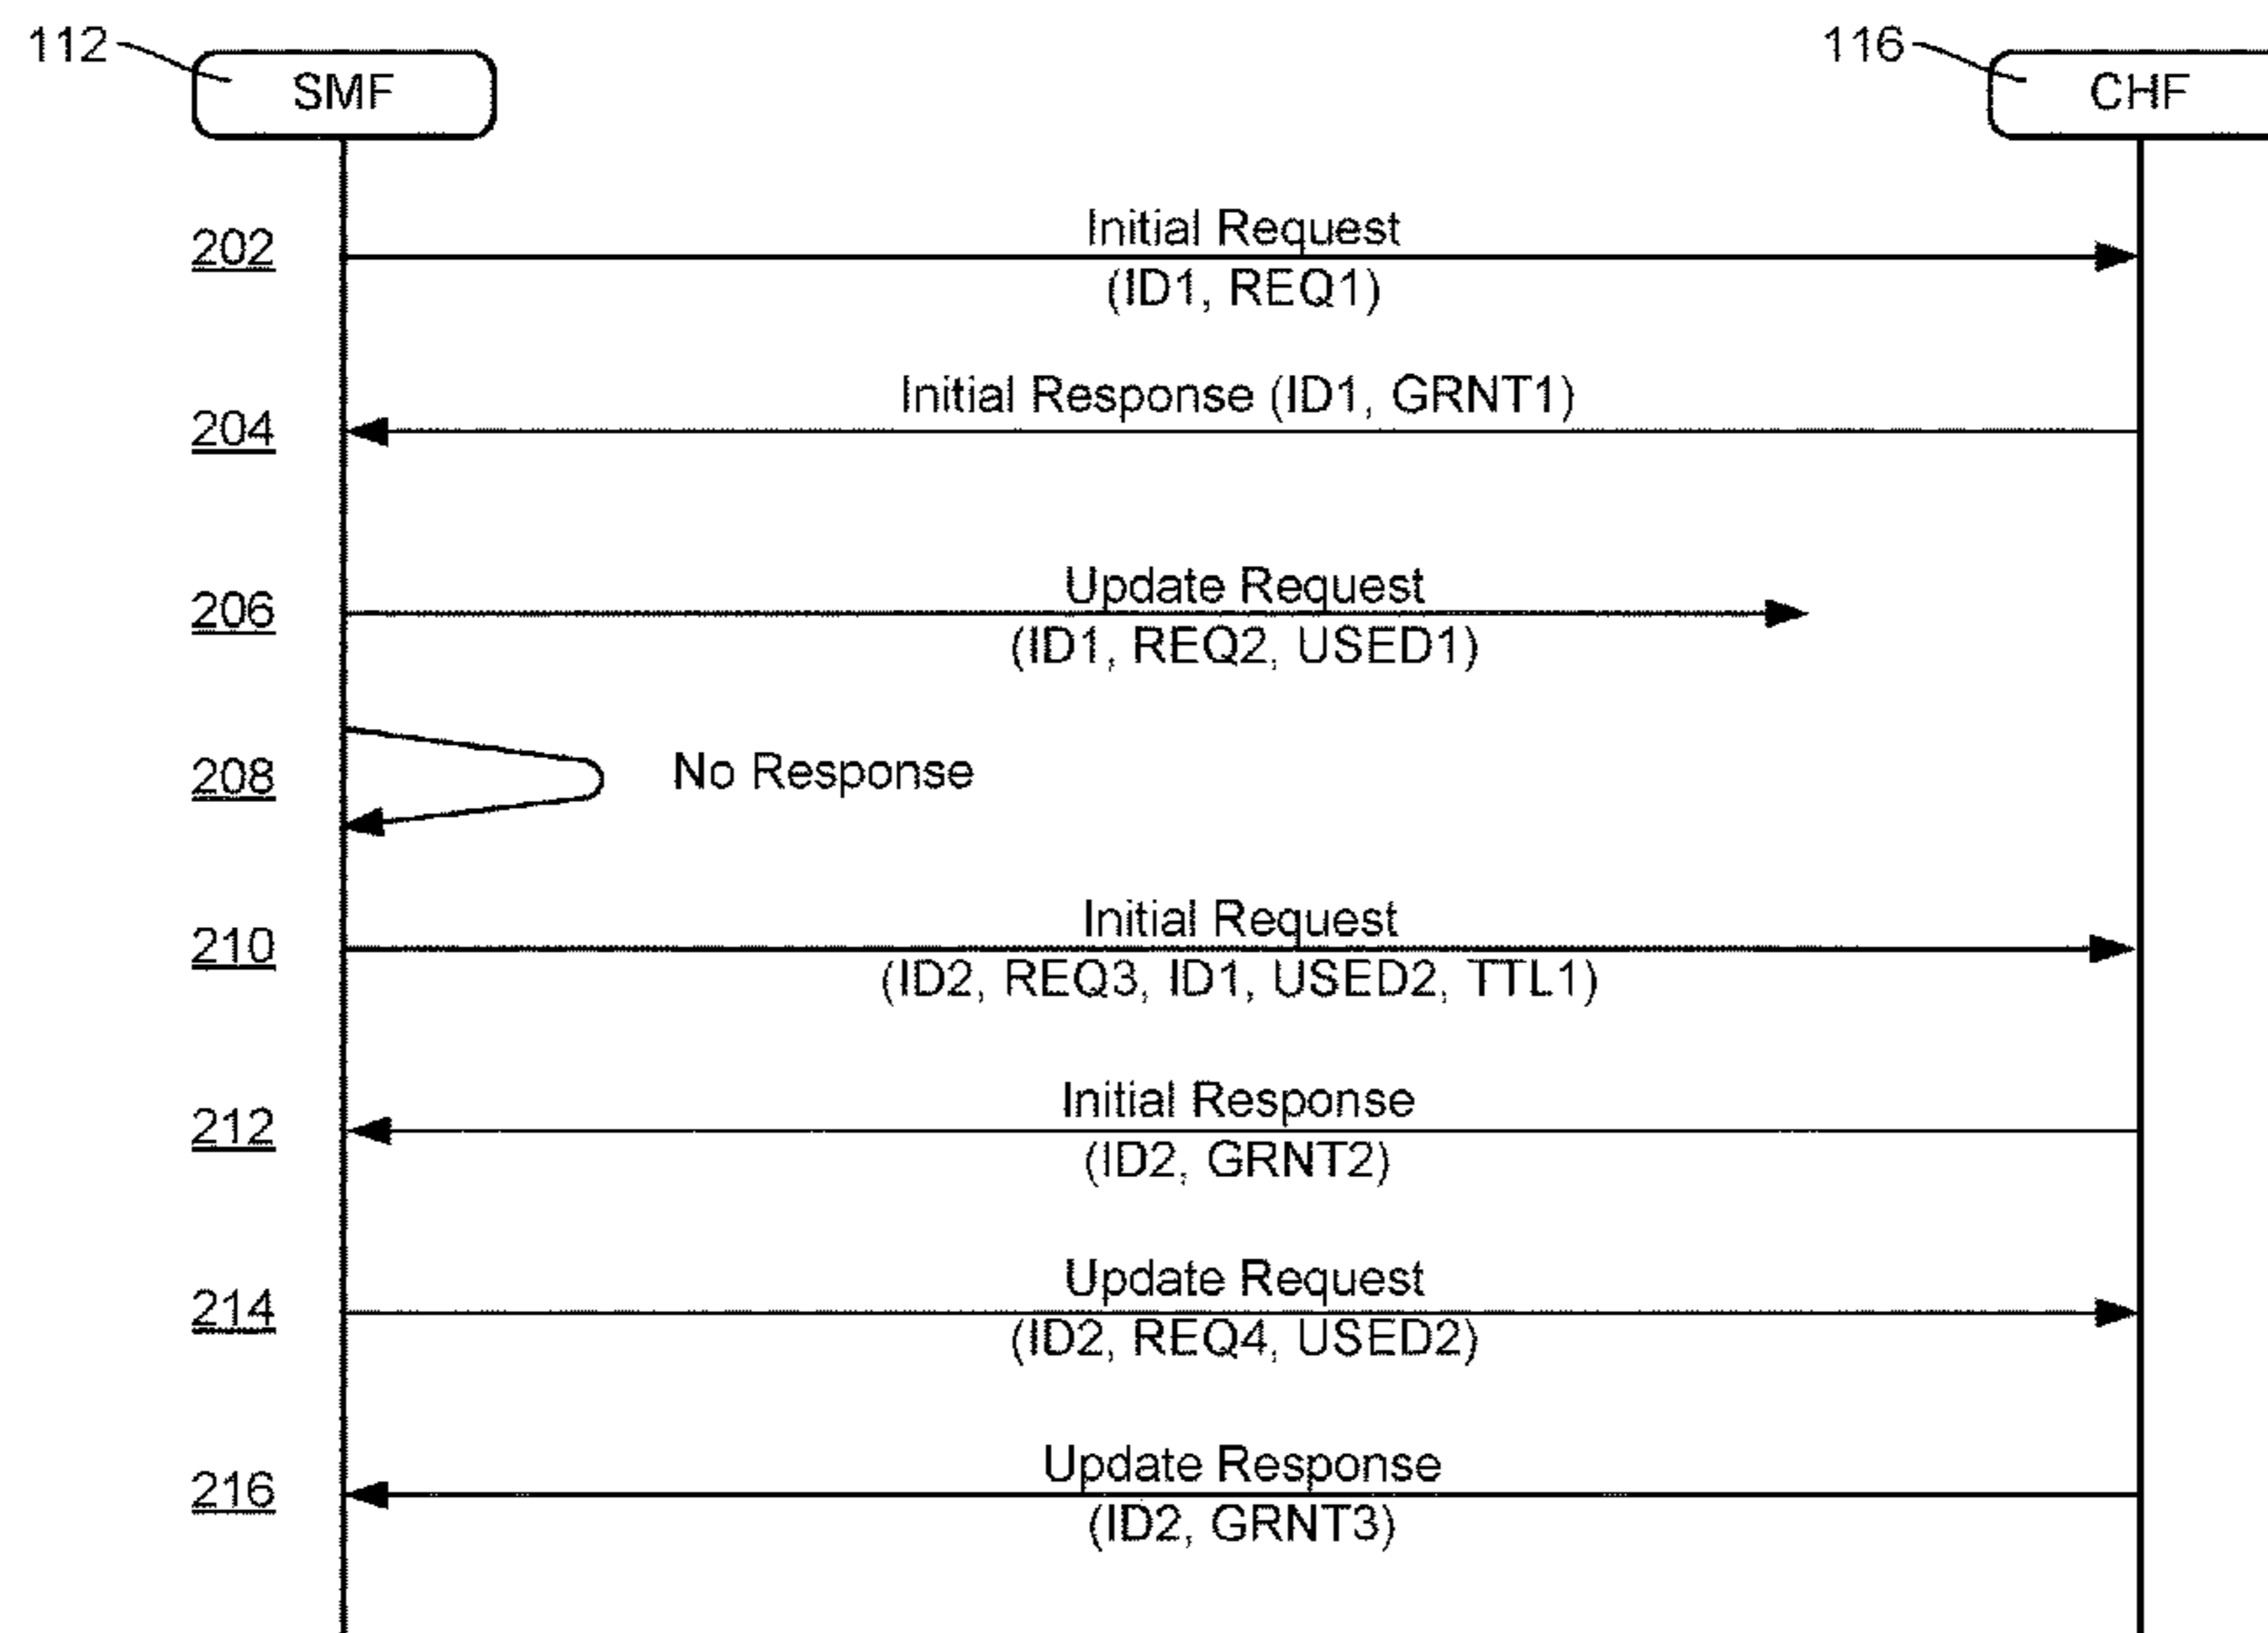 112
SMF
116
CHF
202
Initial Request
(ID1, REQ1)
204
Initial Response (ID1, GRNT1)
206
Update Request
(ID1, REQ2, USED1)
208
No Response
210
Initial Request
(ID2, REQ3, ID1, USED2, TTL1)
212
Initial Response
(ID2, GRNT2)
214
Update Request
(ID2, REQ4, USED2)
216
Update Response
(ID2, GRNT3)